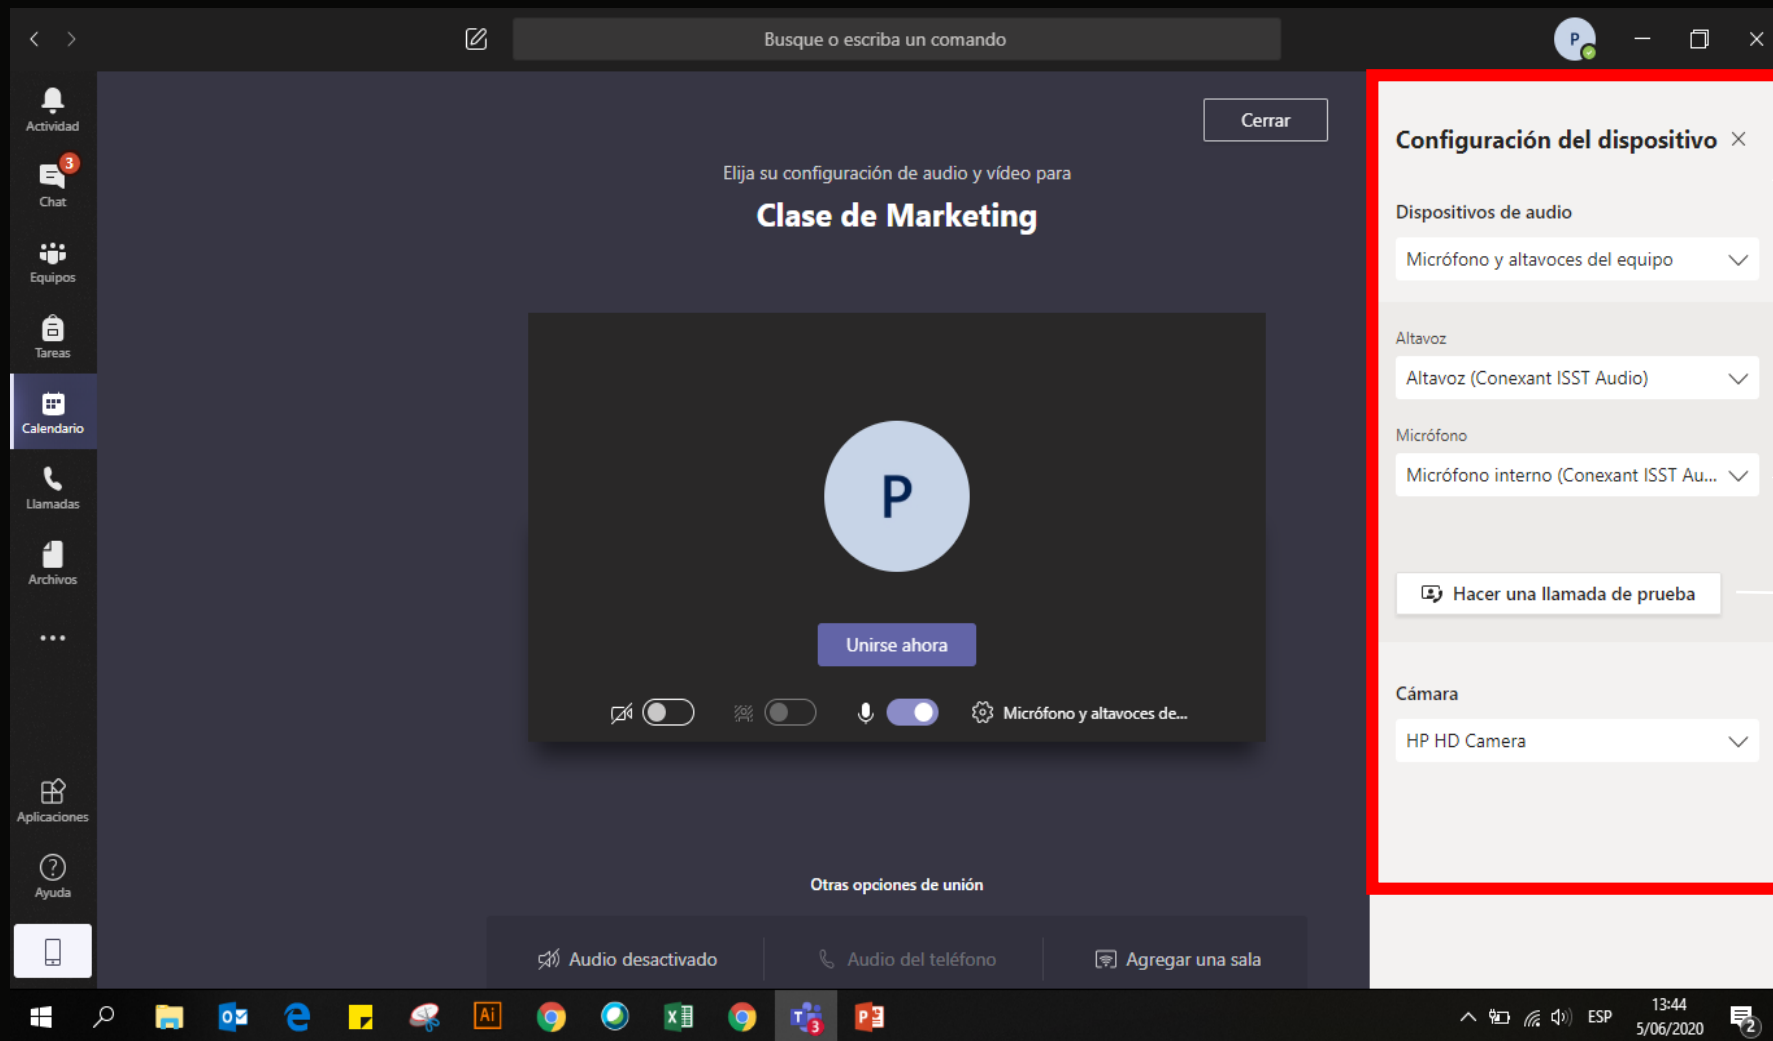 Busque o escriba un comando
P
Actividad
3
Chat
Equipos
Tareas
Calendario
Llamadas
Archivos
Aplicaciones
Ayuda
Cerrar
Elija su configuración de audio y vídeo para
Clase de Marketing
P
Unirse ahora
Micrófono y altavoces de...
Otras opciones de unión
Audio desactivado
Audio del teléfono
Agregar una sala
Configuración del dispositivo
Dispositivos de audio
Micrófono y altavoces del equipo
Altavoz
Altavoz (Conexant ISST Audio)
Micrófono
Micrófono interno (Conexant ISST Au...
Hacer una llamada de prueba
Cámara
HP HD Camera
Ai
3
ESP
13:44
5/06/2020
2